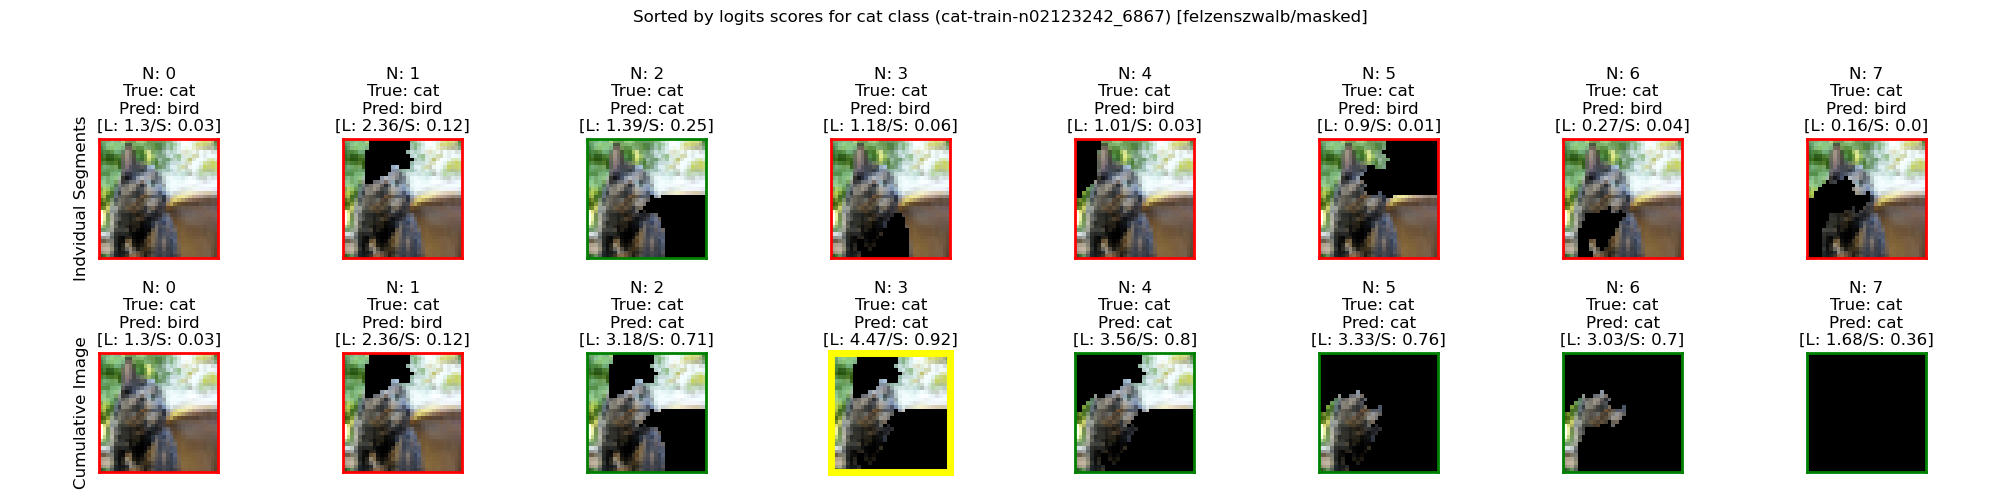 Sorted by logits scores for cat class (cat-train-n02123242_6867) [felzenszwalb/masked]
Indvidual Segments
N: 0
True: cat
Pred: bird
[L: 1.3/S: 0.03]
N: 1
True: cat
Pred: bird
[L: 2.36/S: 0.12]
N: 2
True: cat
Pred: cat
[L: 1.39/S: 0.25]
N: 3
True: cat
Pred: bird
[L: 1.18/S: 0.06]
N: 4
True: cat
Pred: bird
[L: 1.01/S: 0.03]
N: 5
True: cat
Pred: bird
[L: 0.9/S: 0.01]
N: 6
True: cat
Pred: bird
[L: 0.27/S: 0.04]
N: 7
True: cat
Pred: bird
[L: 0.16/S: 0.0]
Cumulative Image
N: 0
True: cat
Pred: bird
[L: 1.3/S: 0.03]
N: 1
True: cat
Pred: bird
[L: 2.36/S: 0.12]
N: 2
True: cat
Pred: cat
[L: 3.18/S: 0.71]
N: 3
True: cat
Pred: cat
[L: 4.47/S: 0.92]
N: 4
True: cat
Pred: cat
[L: 3.56/S: 0.8]
N: 5
True: cat
Pred: cat
[L: 3.33/S: 0.76]
N: 6
True: cat
Pred: cat
[L: 3.03/S: 0.7]
N: 7
True: cat
Pred: cat
[L: 1.68/S: 0.36]